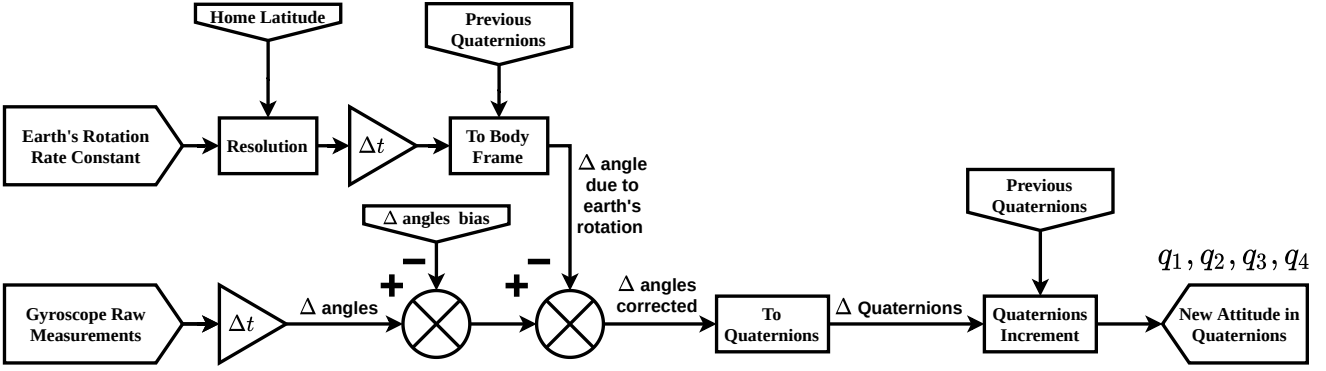 Home Latitude
Previous
Quaternions
Earth's Rotation
Rate Constant
Resolution
Δt
To Body
Frame
Δ angle
due to
earth's
rotation
Δ angles bias
Previous
Quaternions
+
−
+
−
Gyroscope Raw
Measurements
Δt
Δ angles
Δ angles
corrected
To
Quaternions
Δ Quaternions
Quaternions
Increment
q₁, q₂, q₃, q₄
New Attitude in
Quaternions